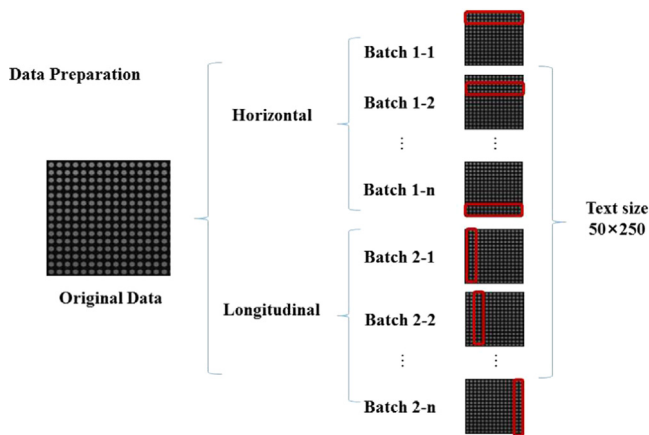 Data Preparation
Original Data
Horizontal
Longitudinal
Batch 1-1
Batch 1-2
⋮
Batch 1-n
Batch 2-1
Batch 2-2
⋮
Batch 2-n
⋮
⋮
Text size
50×250